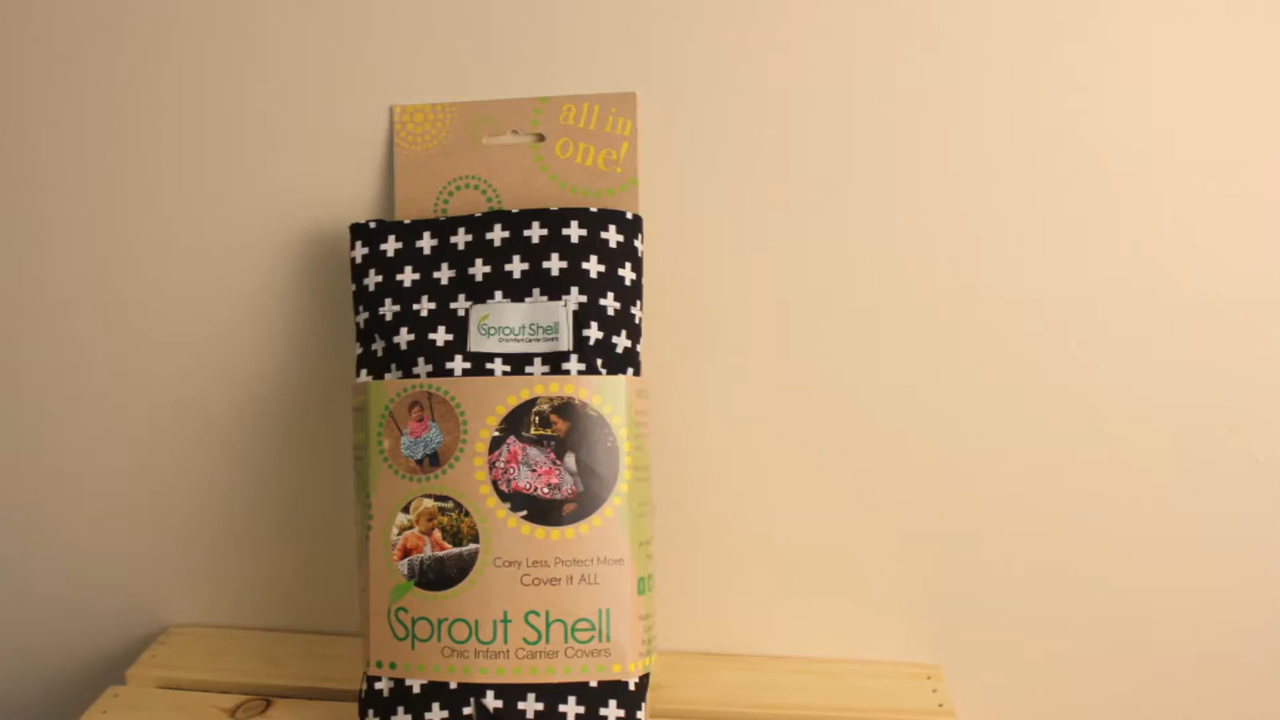 all in
one!
Sprout Shell
Chic Infant Carrier Covers
Carry Less, Protect More
Cover it ALL
Sprout Shell
Chic Infant Carrier Covers